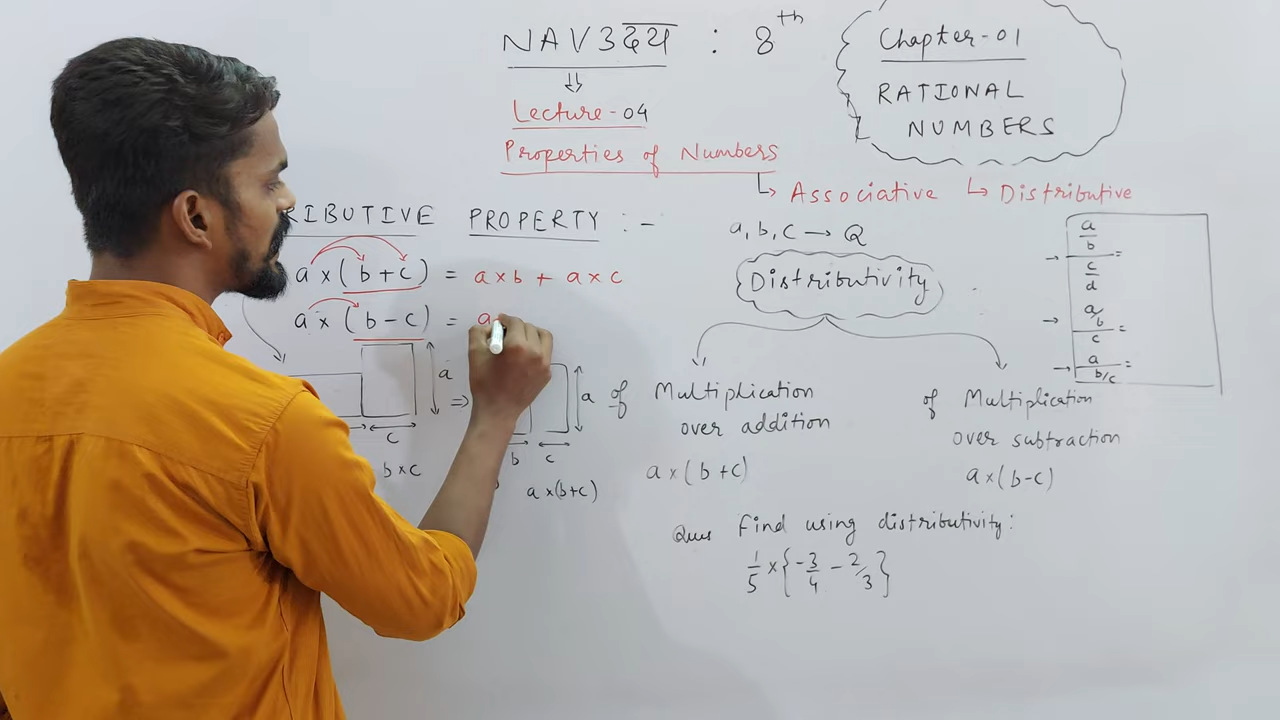 NAV3दय : 8th
Chapter-01
RATIONAL
NUMBERS
⇓
Lecture-04
Properties of Numbers
↳ Associative ↳ Distributive
RIBUTIVE PROPERTY :-
a × (b + c) = a×b + a×c
a × (b - c) = a
a, b, c → Q
Distributivity
of Multiplication
over addition
a × (b + c)
of Multiplication
over subtraction
a × (b-c)
→ a/b / c/d =
→ a/b / c =
→ a / b/c =
a
c
b×c
⇒
a
b c
a×(b+c)
Ques Find using distributivity:
1/5 × { -3/4 - 2/3 }